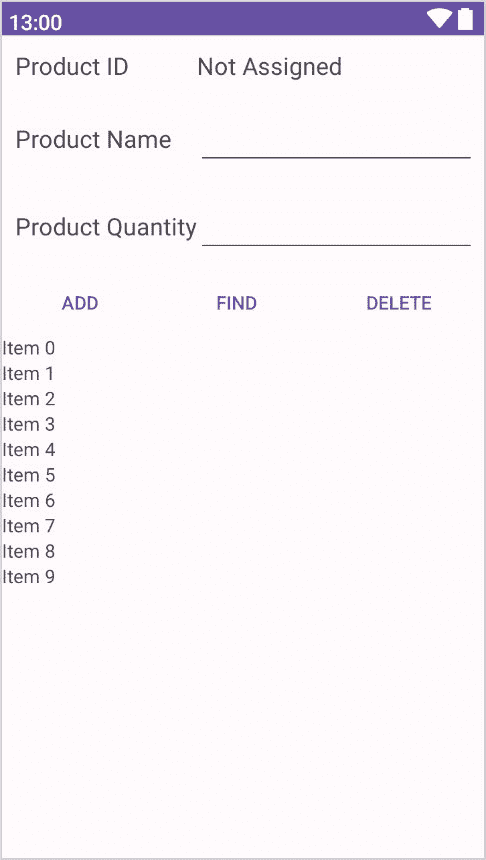 13:00
Product ID Not Assigned
Product Name
Product Quantity
ADD FIND DELETE
Item 0
Item 1
Item 2
Item 3
Item 4
Item 5
Item 6
Item 7
Item 8
Item 9